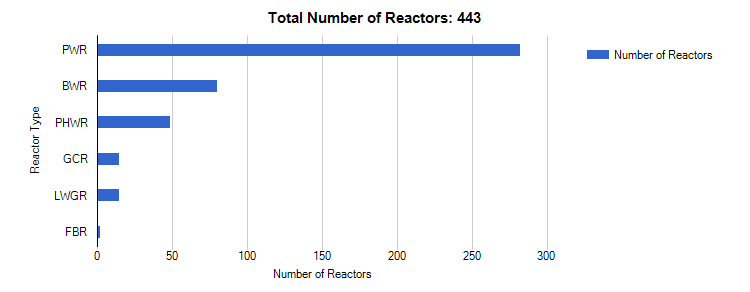 Total Number of Reactors: 443
PWR
BWR
PHWR
GCR
LWGR
FBR
Reactor Type
0 50 100 150 200 250 300
Number of Reactors
Number of Reactors